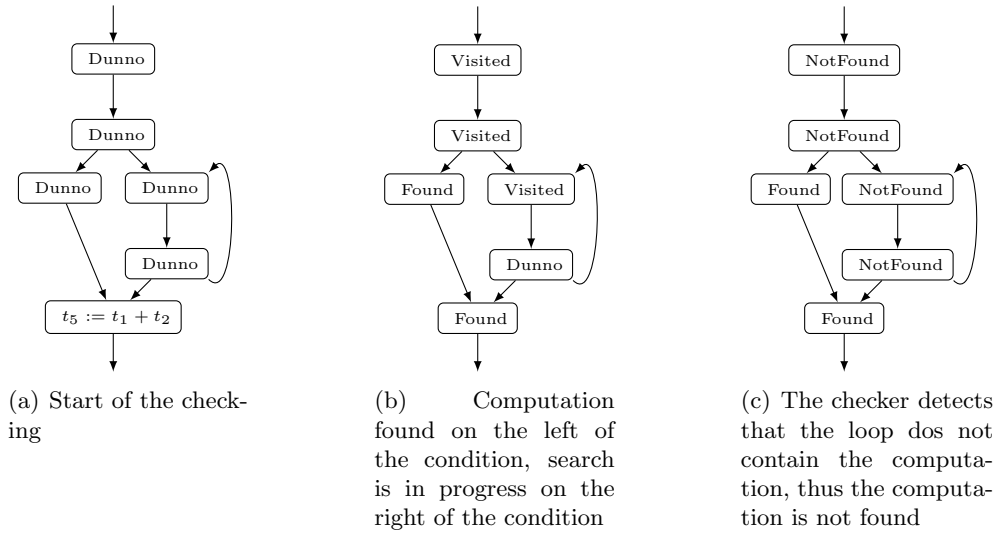 Dunno
Dunno
Dunno Dunno
Dunno
t₅ := t₁ + t₂
(a) Start of the check-
ing
Visited
Visited
Found Visited
Dunno
Found
(b) Computation
found on the left of
the condition, search
is in progress on the
right of the condition
NotFound
NotFound
Found NotFound
NotFound
Found
(c) The checker detects
that the loop dos not
contain the computa-
tion, thus the computa-
tion is not found